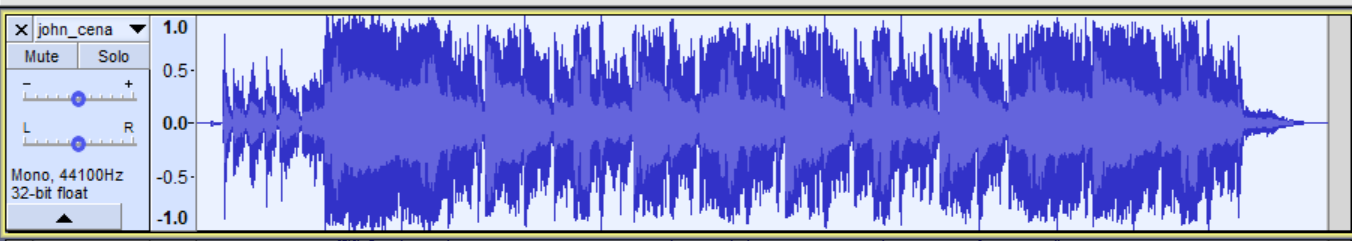 john_cena
Mute Solo
- +
L R
Mono, 44100Hz
32-bit float
1.0
0.5
0.0
-0.5
-1.0